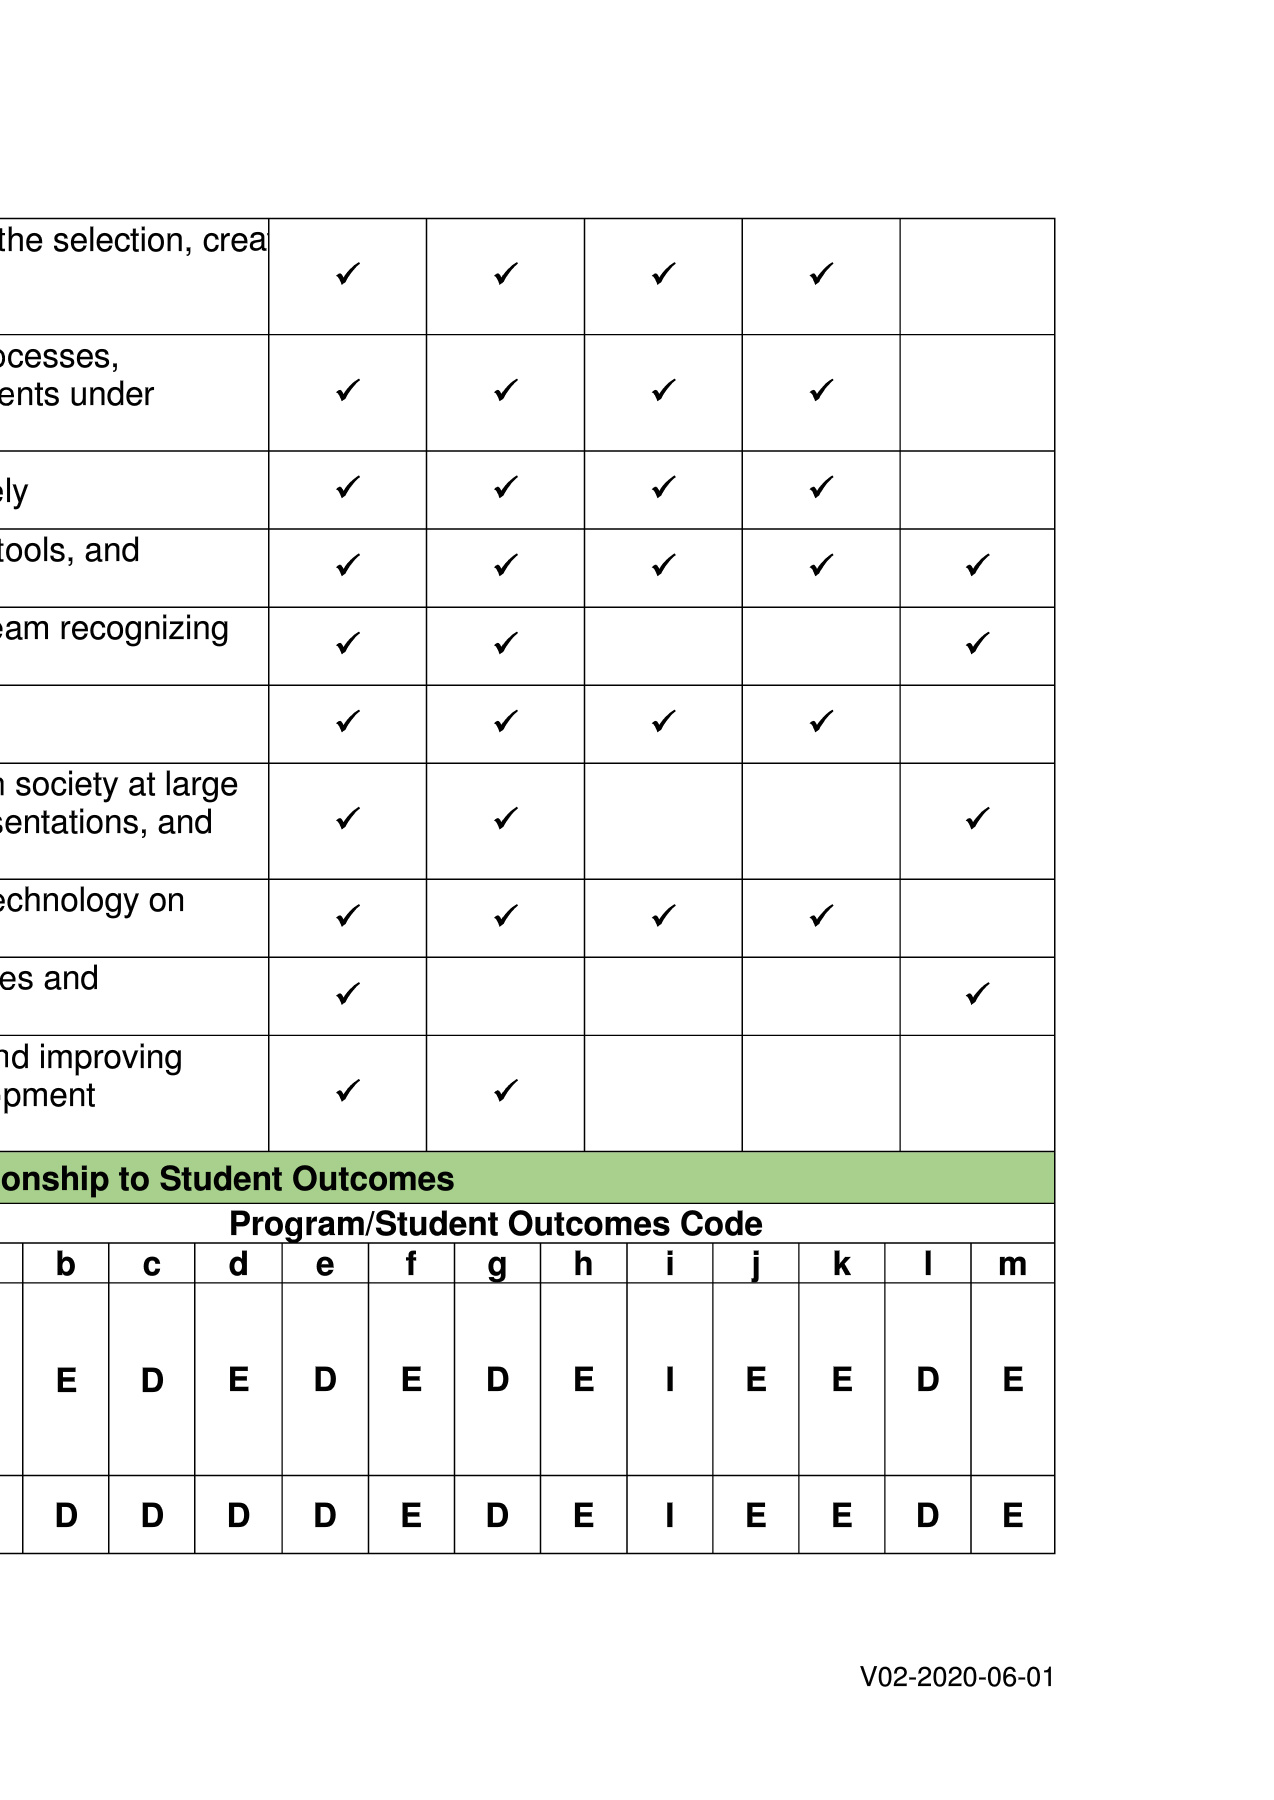 the selection, crea
✓ ✓ ✓ ✓
ocesses,
ents under
✓ ✓ ✓ ✓
ely
✓ ✓ ✓ ✓
tools, and
✓ ✓ ✓ ✓ ✓
eam recognizing
✓ ✓ ✓
✓ ✓ ✓ ✓
society at large
sentations, and
✓ ✓ ✓
echnology on
✓ ✓ ✓ ✓
es and
✓ ✓
nd improving
opment
✓ ✓
onship to Student Outcomes
Program/Student Outcomes Code
b c d e f g h i j k l m
E D E D E D E I E E D E
D D D D E D E I E E D E
V02-2020-06-01